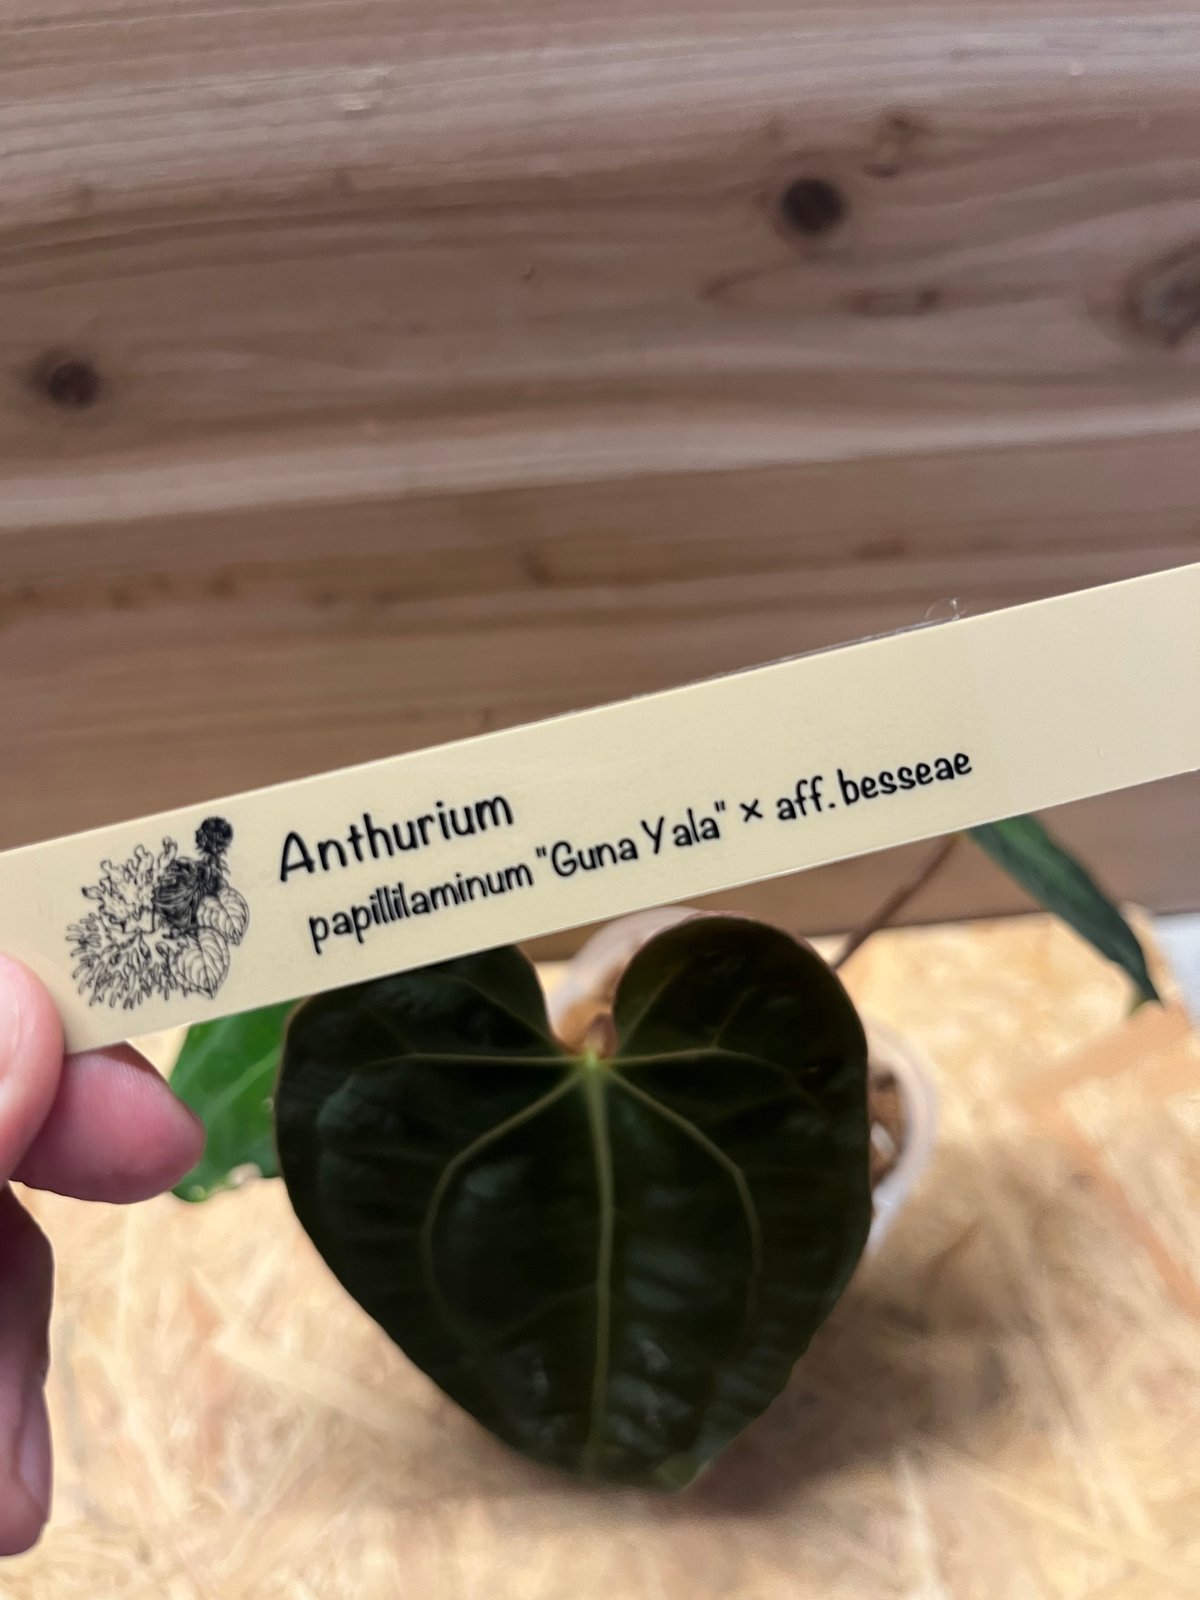 Anthurium
papillilaminum "Guna Yala" × aff. besseae